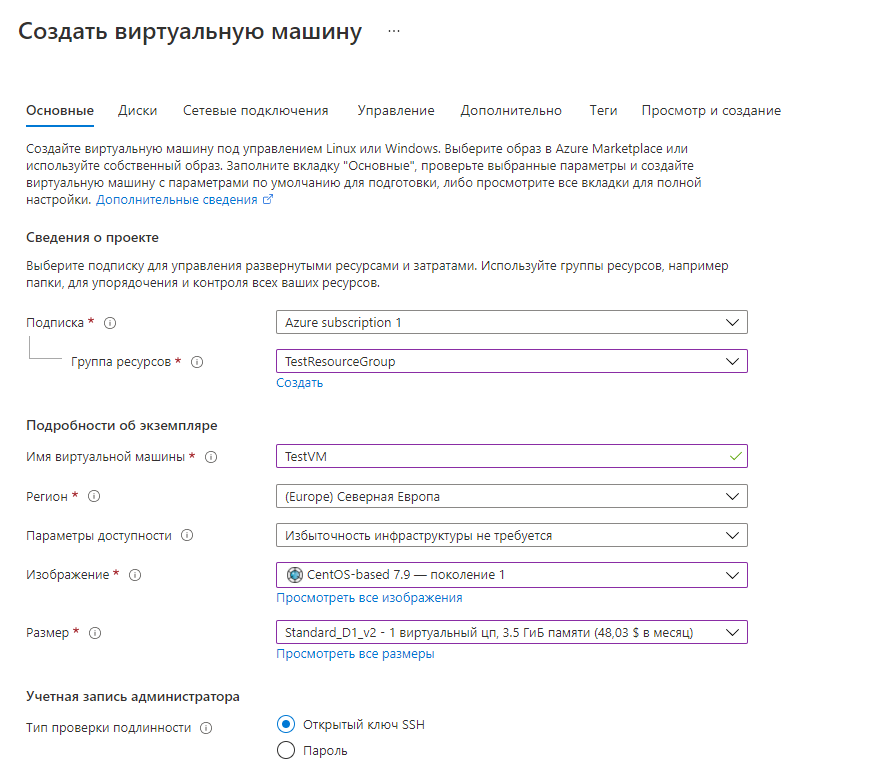 Создать виртуальную машину ...
Основные Диски Сетевые подключения Управление Дополнительно Теги Просмотр и создание
Создайте виртуальную машину под управлением Linux или Windows. Выберите образ в Azure Marketplace или
используйте собственный образ. Заполните вкладку "Основные", проверьте выбранные параметры и создайте
виртуальную машину с параметрами по умолчанию для подготовки, либо просмотрите все вкладки для полной
настройки. Дополнительные сведения
Сведения о проекте
Выберите подписку для управления развернутыми ресурсами и затратами. Используйте группы ресурсов, например
папки, для упорядочения и контроля всех ваших ресурсов.
Подписка * Azure subscription 1
Группа ресурсов * TestResourceGroup
Создать
Подробности об экземпляре
Имя виртуальной машины * TestVM
Регион * (Europe) Северная Европа
Параметры доступности Избыточность инфраструктуры не требуется
Изображение * CentOS-based 7.9 — поколение 1
Просмотреть все изображения
Размер * Standard_D1_v2 - 1 виртуальный цп, 3.5 ГиБ памяти (48,03 $ в месяц)
Просмотреть все размеры
Учетная запись администратора
Тип проверки подлинности Открытый ключ SSH
Пароль